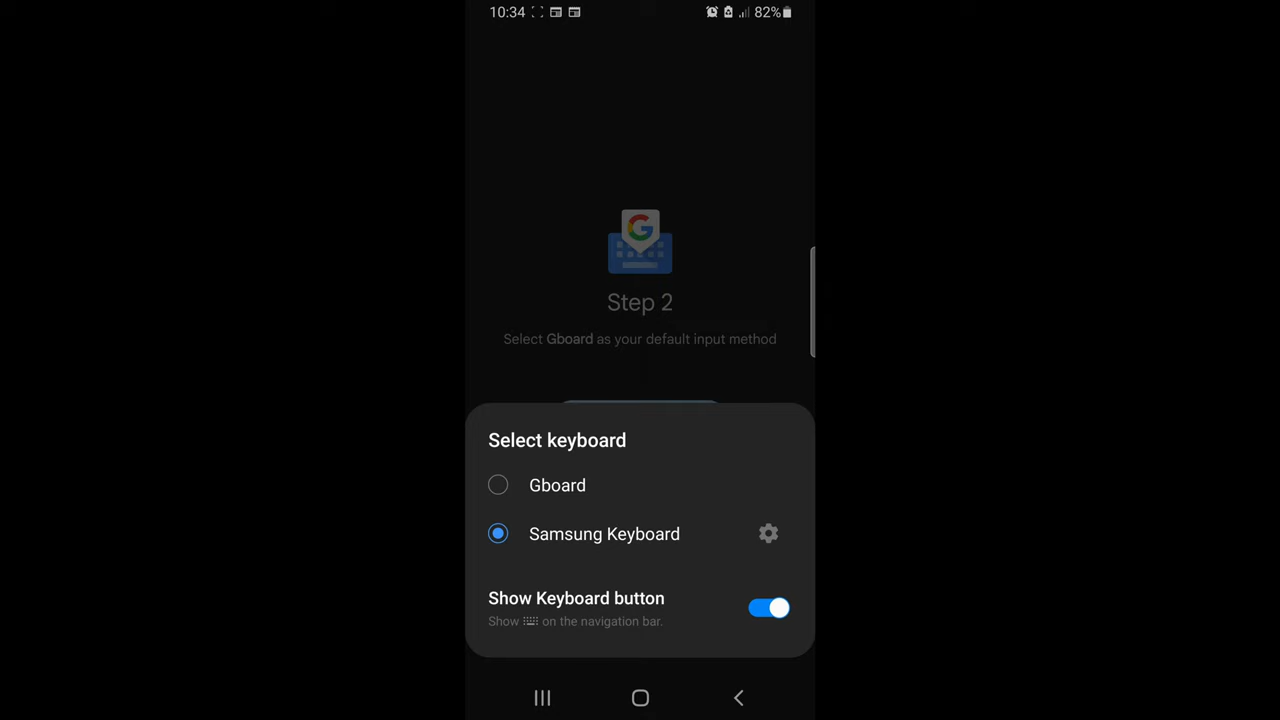 10:34 82%
G
Step 2
Select Gboard as your default input method
Select keyboard
Gboard
Samsung Keyboard
Show Keyboard button
Show on the navigation bar.